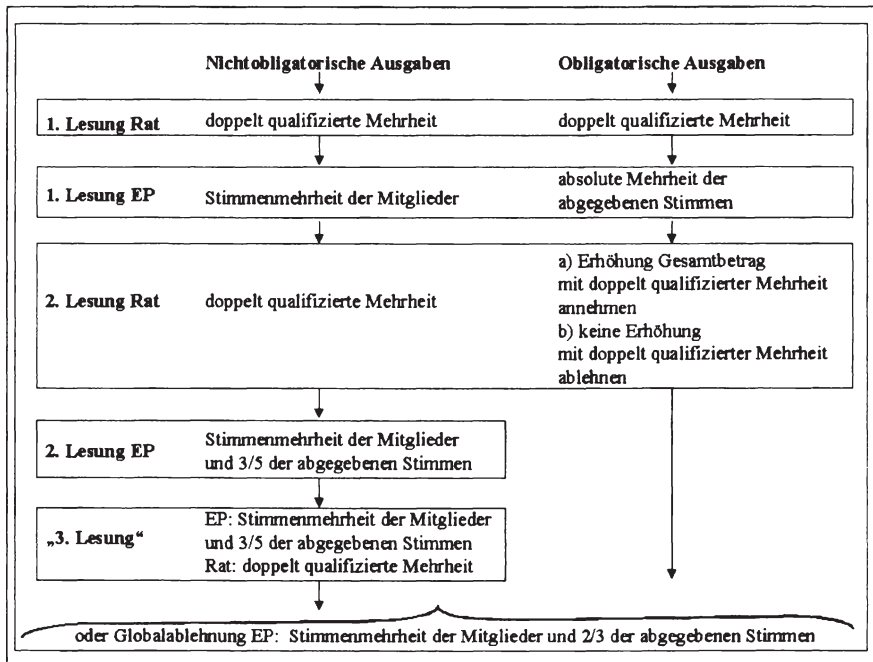 Nichtobligatorische Ausgaben Obligatorische Ausgaben
1. Lesung Rat doppelt qualifizierte Mehrheit doppelt qualifizierte Mehrheit
1. Lesung EP Stimmenmehrheit der Mitglieder
absolute Mehrheit der
abgegebenen Stimmen
2. Lesung Rat doppelt qualifizierte Mehrheit
a) Erhöhung Gesamtbetrag
mit doppelt qualifizierter Mehrheit
annehmen
b) keine Erhöhung
mit doppelt qualifizierter Mehrheit
ablehnen
2. Lesung EP
Stimmenmehrheit der Mitglieder
und 3/5 der abgegebenen Stimmen
„3. Lesung“
EP: Stimmenmehrheit der Mitglieder
und 3/5 der abgegebenen Stimmen
Rat: doppelt qualifizierte Mehrheit
oder Globalablehnung EP: Stimmenmehrheit der Mitglieder und 2/3 der abgegebenen Stimmen